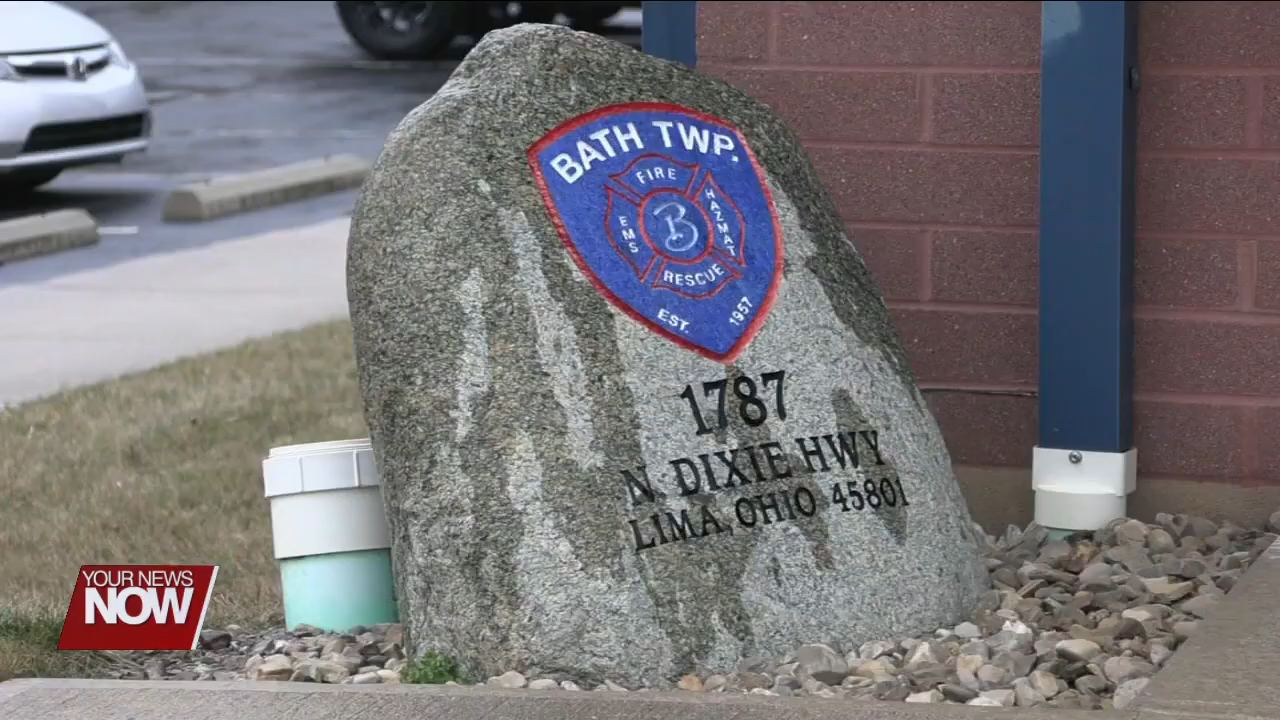 BATH TWP.
FIRE
EMS
B
HAZMAT
RESCUE
EST. 1957
1787
N. DIXIE HWY
LIMA, OHIO 45801
YOUR NEWS
NOW